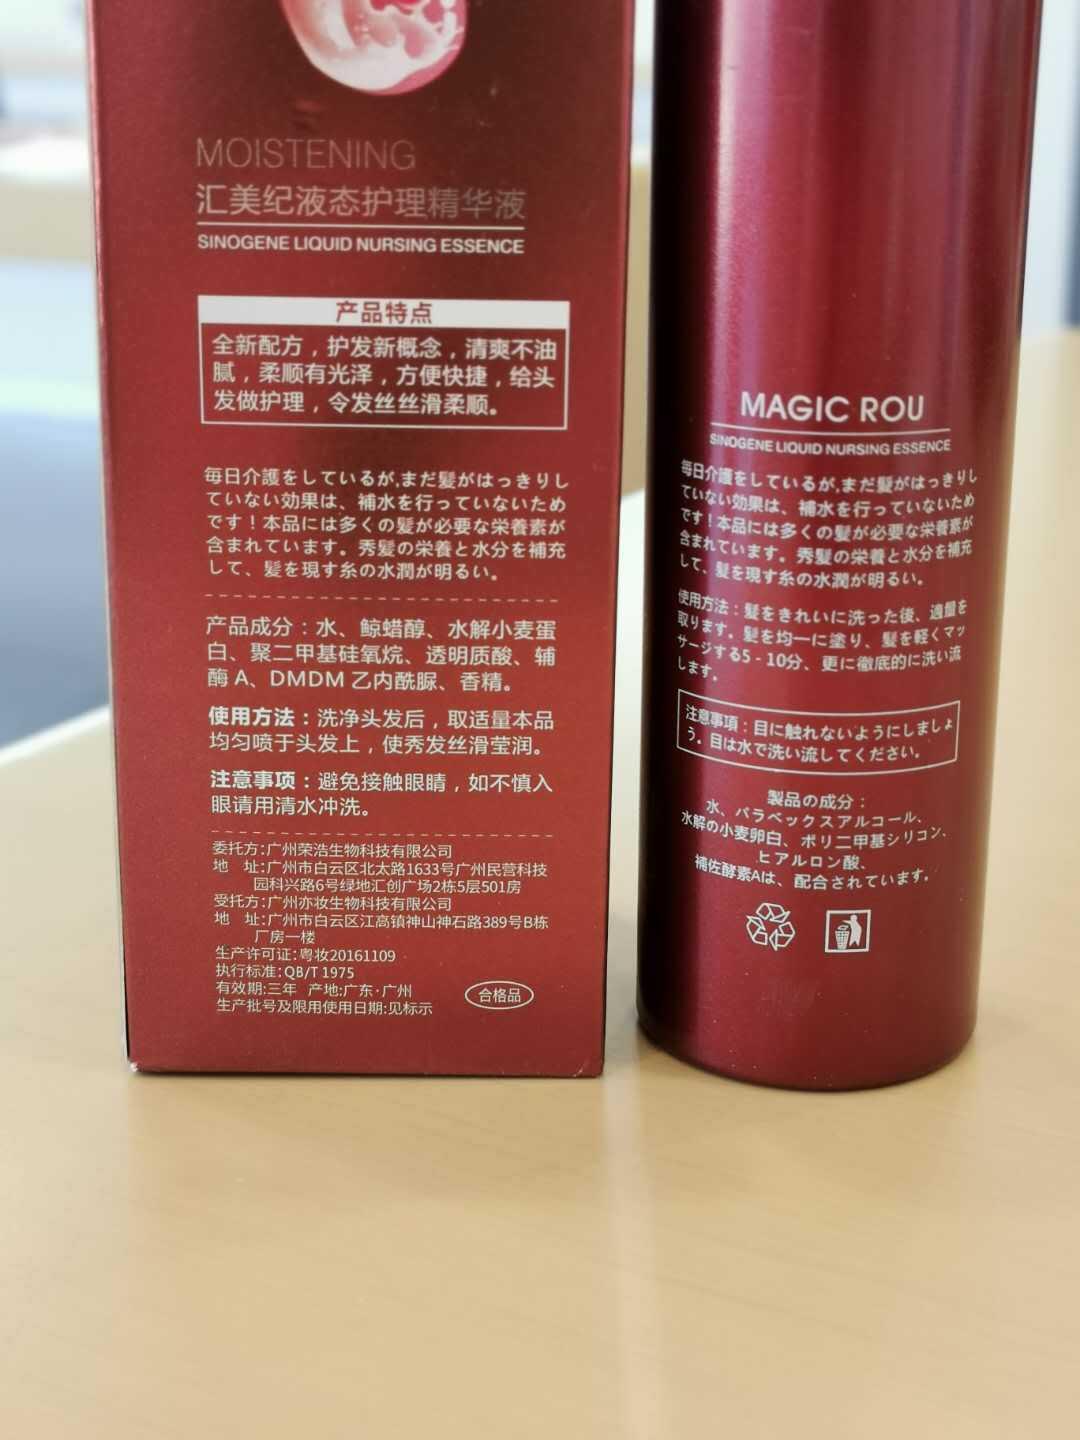 MOISTENING
汇美纪液态护理精华液
SINOGENE LIQUID NURSING ESSENCE
产品特点
全新配方，护发新概念，清爽不油
腻，柔顺有光泽，方便快捷，给头
发做护理，令发丝丝滑柔顺。
毎日介護をしているが,まだ髪がはっきりし
ていない効果は、補水を行っていないため
です！本品には多くの髪が必要な栄養素が
含まれています。秀髪の栄養と水分を補充
して、髪を現す糸の水潤が明るい。
产品成分：水、鲸蜡醇、水解小麦蛋
白、聚二甲基硅氧烷、透明质酸、辅
酶 A、DMDM 乙内酰脲、香精。
使用方法：洗净头发后，取适量本品
均匀喷于头发上，使秀发丝滑莹润。
注意事项：避免接触眼睛，如不慎入
眼请用清水冲洗。
委托方:广州荣浩生物科技有限公司
地 址:广州市白云区北太路1633号广州民营科技
园科兴路6号绿地汇创广场2栋5层501房
受托方:广州亦妆生物科技有限公司
地 址:广州市白云区江高镇神山神石路389号B栋
厂房一楼
生产许可证:粤妆20161109
执行标准:QB/T 1975
有效期:三年 产地:广东·广州
生产批号及限用使用日期:见标示
合格品
MAGIC ROU
SINOGENE LIQUID NURSING ESSENCE
毎日介護をしているが,まだ髪がはっきりし
ていない効果は、補水を行っていないため
です！本品には多くの髪が必要な栄養素が
含まれています。秀髪の栄養と水分を補充
して、髪を現す糸の水潤が明るい。
使用方法：髪をきれいに洗った後、適量を
取ります。髪を均一に塗り、髪を軽くマッ
サージする5 - 10分、更に徹底的に洗い流
します。
注意事項：目に触れないようにしましょ
う。目は水で洗い流してください。
製品の成分：
水、バラベックスアルコール、
水解の小麦卵白、ポリ二甲基シリコン、
ヒアルロン酸、
補佐酵素Aは、配合されています。